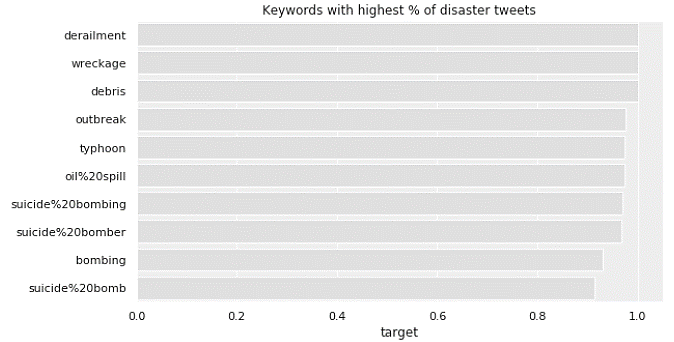 Keywords with highest % of disaster tweets
derailment
wreckage
debris
outbreak
typhoon
oil%20spill
suicide%20bombing
suicide%20bomber
bombing
suicide%20bomb
0.0 0.2 0.4 0.6 0.8 1.0
target